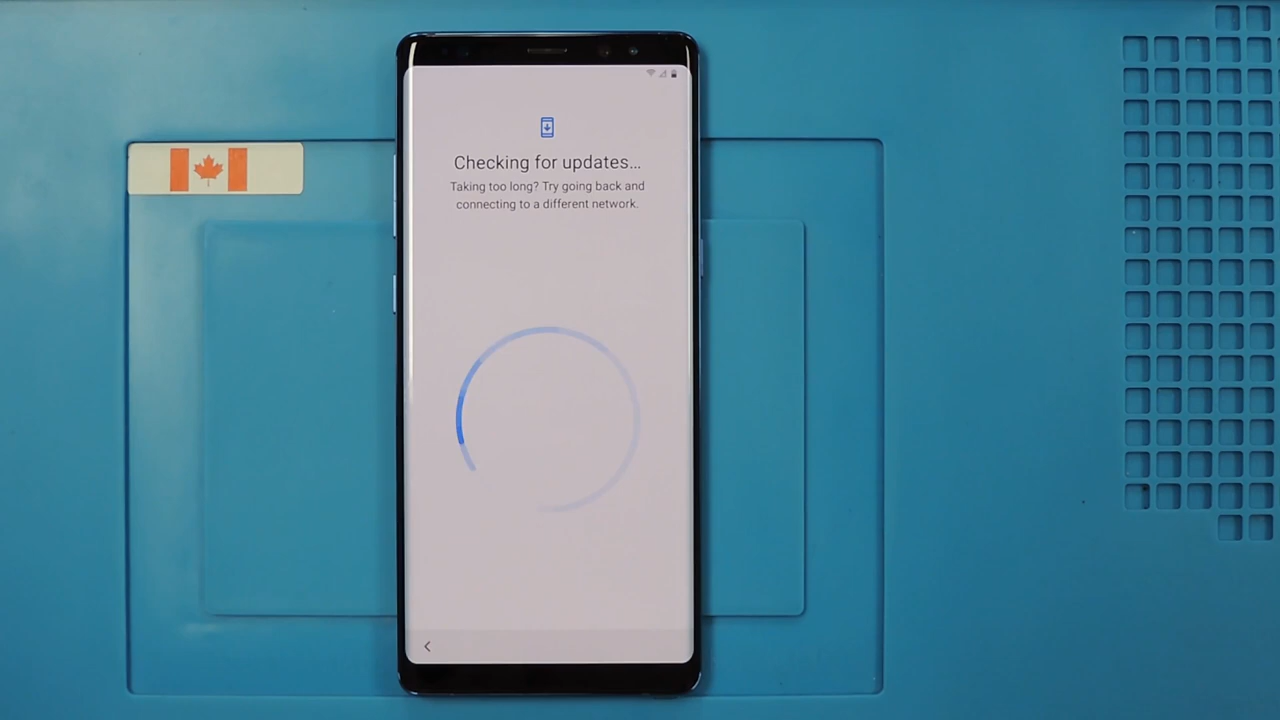 Checking for updates...
Taking too long? Try going back and
connecting to a different network.